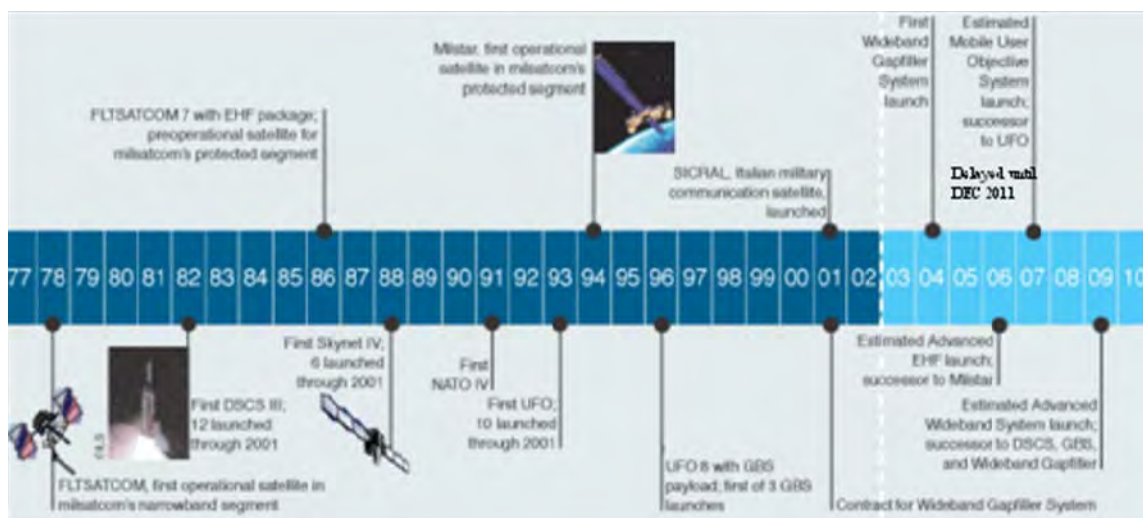 FLTSATCOM 7 with EHF package;
preoperational satellite for
milsatcom's protected segment
Milstar, first operational
satellite in milsatcom's
protected segment
SICRAL, Italian military
communication satellite,
launched
First
Wideband
Gapfiller
System
launch
Estimated
Mobile User
Objective
System
launch;
successor
to UFO
Delayed until
DEC 2011
77 78 79 80 81 82 83 84 85 86 87 88 89 90 91 92 93 94 95 96 97 98 99 00 01 02 03 04 05 06 07 08 09 10
FLTSATCOM, first operational satellite in
milsatcom's narrowband segment
First DSCS III;
12 launched
through 2001
First Skynet IV;
6 launched
through 2001
First
NATO IV
First UFO;
10 launched
through 2001
UFO 8 with GBS
payload; first of 3 GBS
launches
Contract for Wideband Gapfiller System
Estimated Advanced
EHF launch;
successor to Milstar
Estimated Advanced
Wideband System launch;
successor to DSCS, GBS,
and Wideband Gapfiller